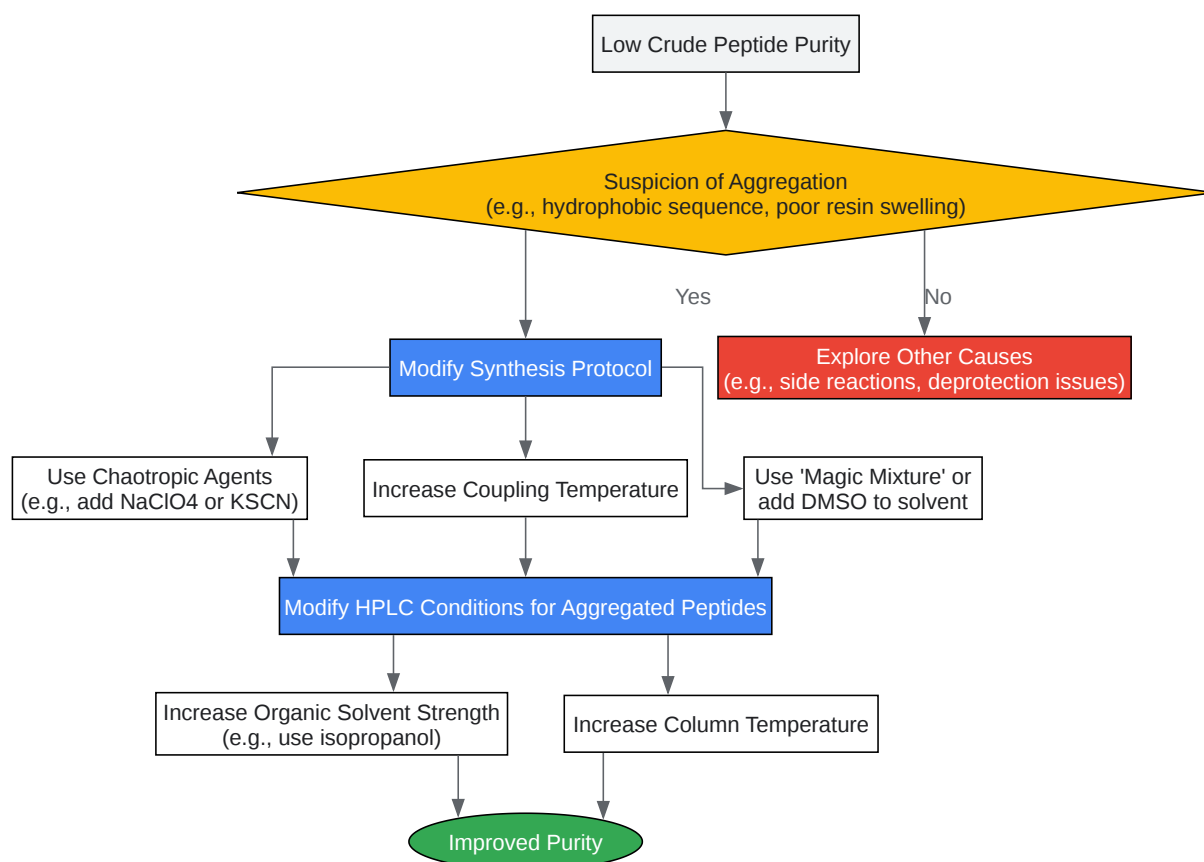 Low Crude Peptide Purity
Suspicion of Aggregation
(e.g., hydrophobic sequence, poor resin swelling)
Yes
No
Modify Synthesis Protocol
Explore Other Causes
(e.g., side reactions, deprotection issues)
Use Chaotropic Agents
(e.g., add NaClO4 or KSCN)
Increase Coupling Temperature
Use 'Magic Mixture' or
add DMSO to solvent
Modify HPLC Conditions for Aggregated Peptides
Increase Organic Solvent Strength
(e.g., use isopropanol)
Increase Column Temperature
Improved Purity